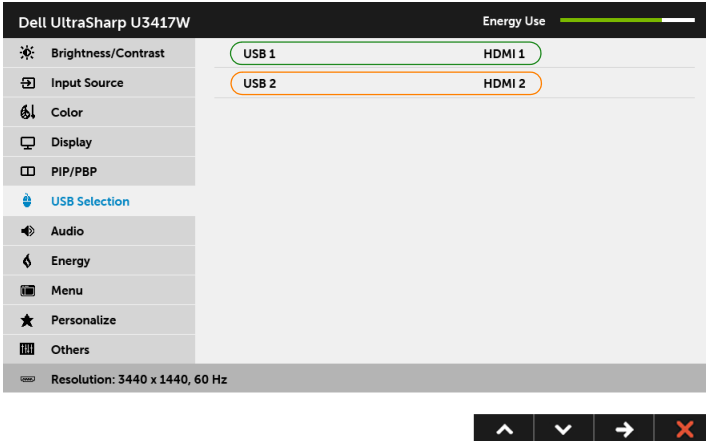 Dell UltraSharp U3417W
Energy Use
Brightness/Contrast
USB 1 HDMI 1
Input Source
USB 2 HDMI 2
Color
Display
PIP/PBP
USB Selection
Audio
Energy
Menu
Personalize
Others
Resolution: 3440 x 1440, 60 Hz